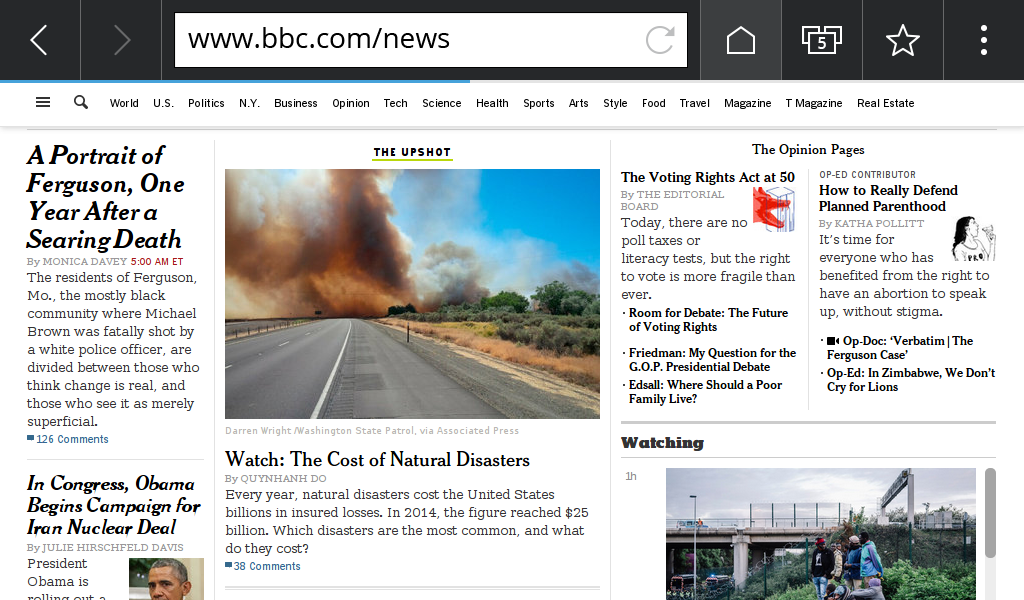 www.bbc.com/news
5
World U.S. Politics N.Y. Business Opinion Tech Science Health Sports Arts Style Food Travel Magazine T Magazine Real Estate
A Portrait of
Ferguson, One
Year After a
Searing Death
By MONICA DAVEY 5:00 AM ET
The residents of Ferguson,
Mo., the mostly black
community where Michael
Brown was fatally shot by
a white police officer, are
divided between those who
think change is real, and
those who see it as merely
superficial.
126 Comments
In Congress, Obama
Begins Campaign for
Iran Nuclear Deal
By JULIE HIRSCHFELD DAVIS
President
Obama is
rolling out a
THE UPSHOT
Darren Wright /Washington State Patrol, via Associated Press
Watch: The Cost of Natural Disasters
By QUYNHANH DO
Every year, natural disasters cost the United States
billions in insured losses. In 2014, the figure reached $25
billion. Which disasters are the most common, and what
do they cost?
38 Comments
The Opinion Pages
The Voting Rights Act at 50
By THE EDITORIAL
BOARD
Today, there are no
poll taxes or
literacy tests, but the right
to vote is more fragile than
ever.
· Room for Debate: The Future
of Voting Rights
· Friedman: My Question for the
G.O.P. Presidential Debate
· Edsall: Where Should a Poor
Family Live?
OP-ED CONTRIBUTOR
How to Really Defend
Planned Parenthood
By KATHA POLLITT
It's time for
everyone who has
benefited from the right to
have an abortion to speak
up, without stigma.
PRO
· Op-Doc: ‘Verbatim | The
Ferguson Case’
· Op-Ed: In Zimbabwe, We Don't
Cry for Lions
Watching
1h